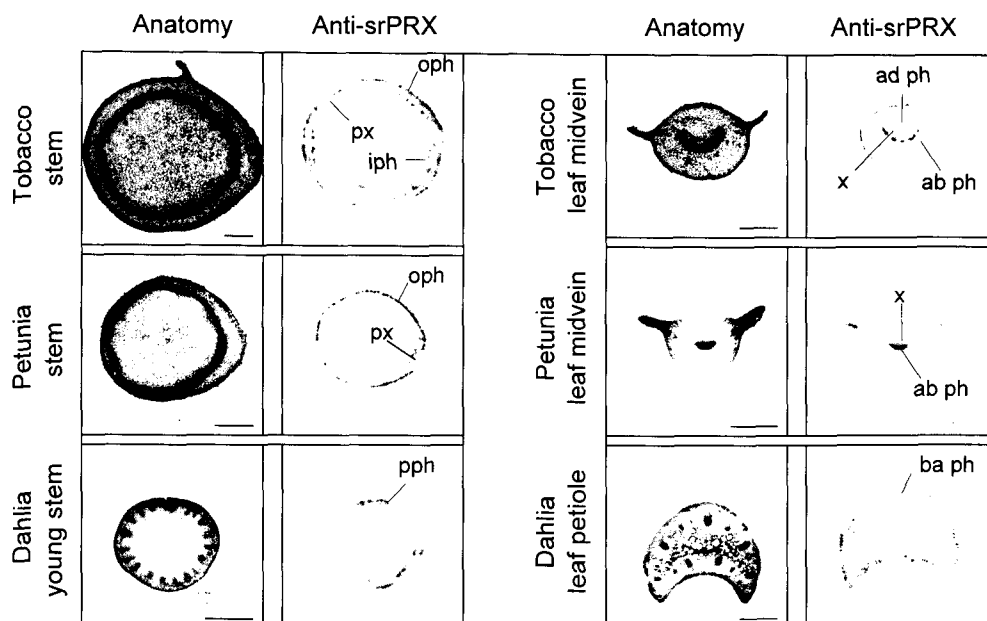 Anatomy Anti-srPRX Anatomy Anti-srPRX
Tobacco
stem
oph
px
iph
Tobacco
leaf midvein
ad ph
x
ab ph
Petunia
stem
oph
px
Petunia
leaf midvein
x
ab ph
Dahlia
young stem
pph
Dahlia
leaf petiole
ba ph